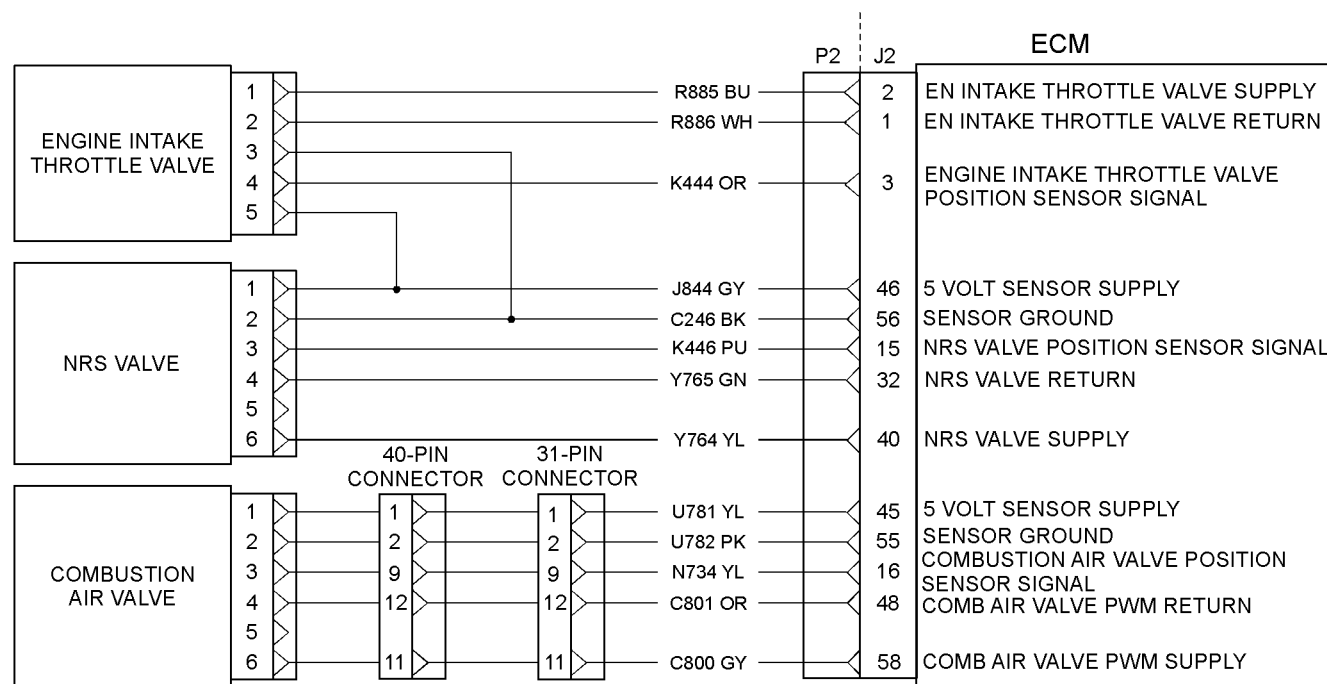 ECM
P2 J2
ENGINE INTAKE
THROTTLE VALVE
1 R885 BU 2 EN INTAKE THROTTLE VALVE SUPPLY
2 R886 WH 1 EN INTAKE THROTTLE VALVE RETURN
3
4 K444 OR 3 ENGINE INTAKE THROTTLE VALVE
POSITION SENSOR SIGNAL
5
NRS VALVE
1 J844 GY 46 5 VOLT SENSOR SUPPLY
2 C246 BK 56 SENSOR GROUND
3 K446 PU 15 NRS VALVE POSITION SENSOR SIGNAL
4 Y765 GN 32 NRS VALVE RETURN
5
6 Y764 YL 40 NRS VALVE SUPPLY
40-PIN 31-PIN
CONNECTOR CONNECTOR
COMBUSTION
AIR VALVE
1 1 1 U781 YL 45 5 VOLT SENSOR SUPPLY
2 2 2 U782 PK 55 SENSOR GROUND
3 9 9 N734 YL 16 COMBUSTION AIR VALVE POSITION
SENSOR SIGNAL
4 12 12 C801 OR 48 COMB AIR VALVE PWM RETURN
5
6 11 11 C800 GY 58 COMB AIR VALVE PWM SUPPLY